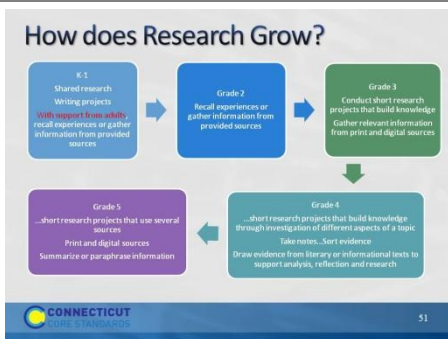 How does Research Grow?
K-1
Shared research
Writing projects
With support from adults,
recall experiences or gather
information from provided
sources
Grade 2
Recall experiences or
gather information from
provided sources
Grade 3
Conduct short research
projects that build knowledge
Gather relevant information
from print and digital sources
Grade 4
...short research projects that build knowledge
through investigation of different aspects of a topic
Take notes...Sort evidence
Draw evidence from literary or informational texts to
support analysis, reflection and research
Grade 5
...short research projects that use several
sources
Print and digital sources
Summarize or paraphrase information
CONNECTICUT
CORE STANDARDS
51